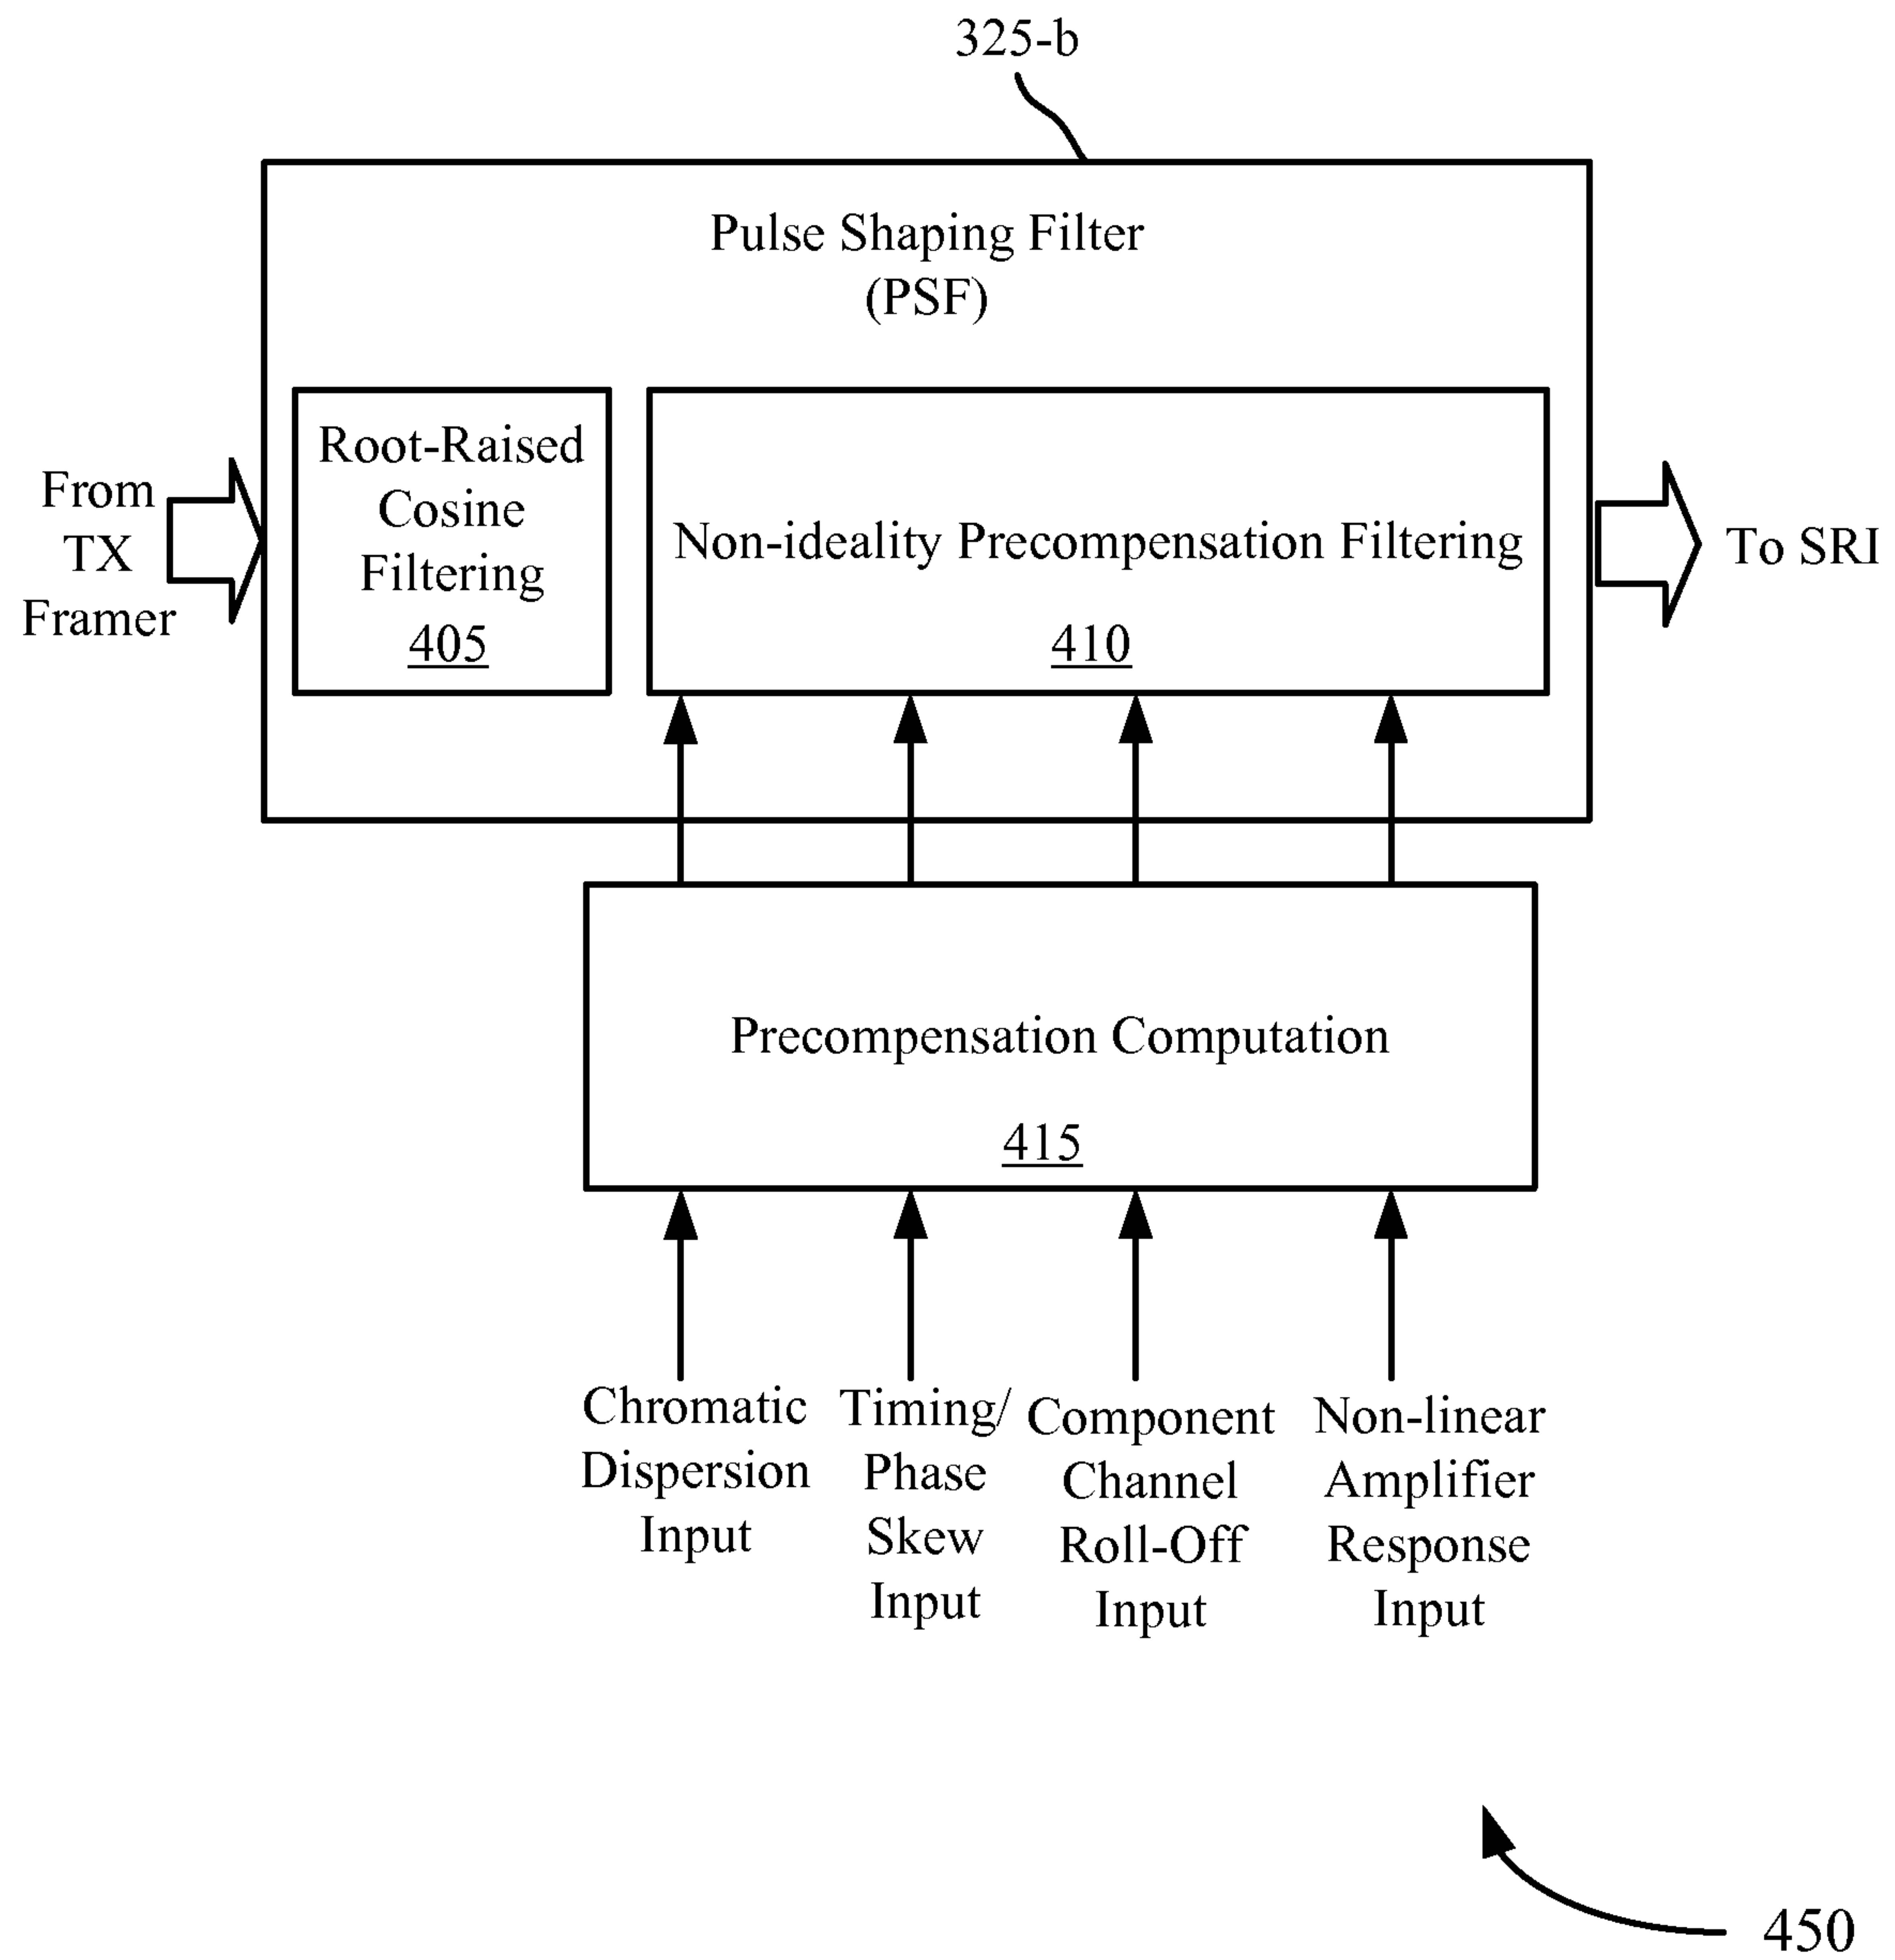 325-b
Pulse Shaping Filter
(PSF)
From
TX
Framer
Root-Raised
Cosine
Filtering
405
Non-ideality Precompensation Filtering
410
To SRI
Precompensation Computation
415
Chromatic
Dispersion
Input
Timing/
Phase
Skew
Input
Component
Channel
Roll-Off
Input
Non-linear
Amplifier
Response
Input
450